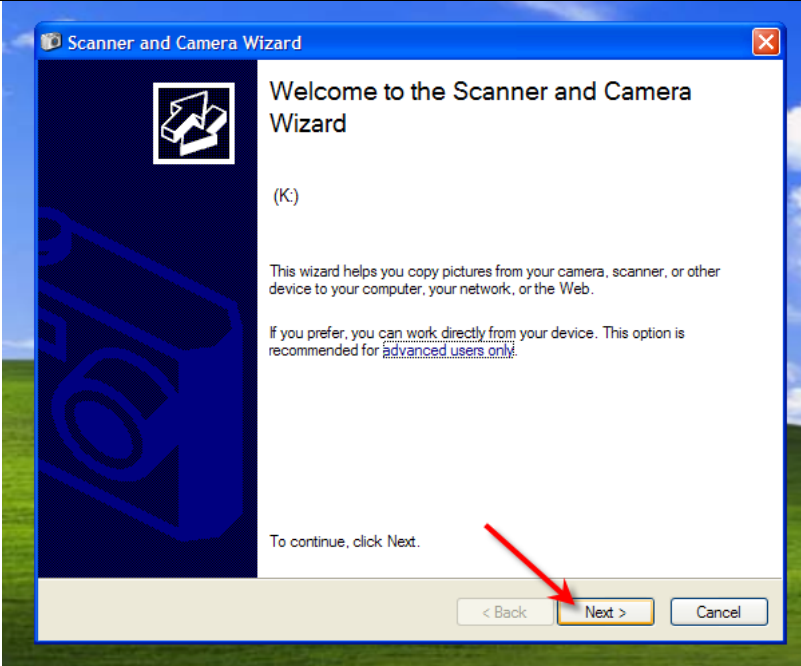 Scanner and Camera Wizard
Welcome to the Scanner and Camera
Wizard
(K:)
This wizard helps you copy pictures from your camera, scanner, or other
device to your computer, your network, or the Web.
If you prefer, you can work directly from your device. This option is
recommended for advanced users only.
To continue, click Next.
< Back Next > Cancel